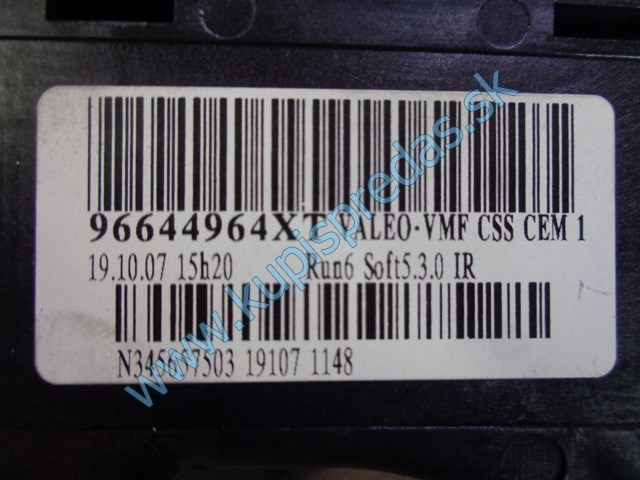 96644964XT VALEO-VMF CSS CEM 1
19.10.07 15h20 Run6 Soft5.3.0 IR
19107 1148
www.kupispredas.sk